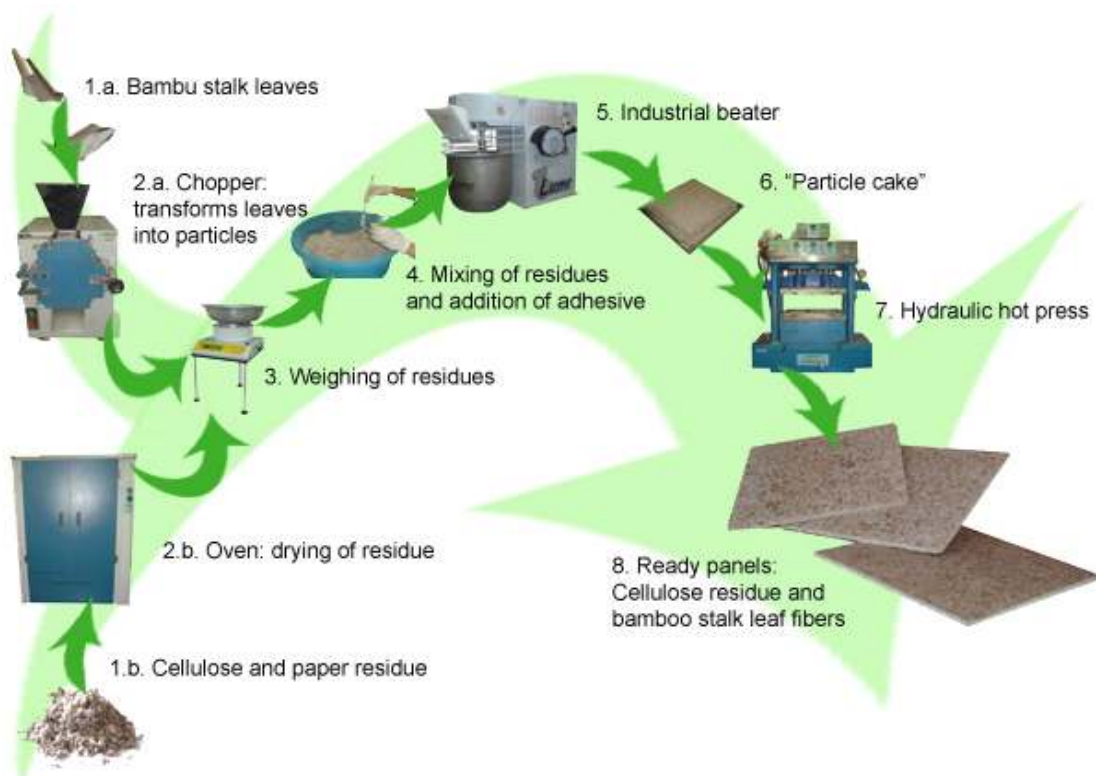 1.a. Bambu stalk leaves
2.a. Chopper:
transforms leaves
into particles
3. Weighing of residues
4. Mixing of residues
and addition of adhesive
5. Industrial beater
6. “Particle cake”
7. Hydraulic hot press
8. Ready panels:
Cellulose residue and
bamboo stalk leaf fibers
2.b. Oven: drying of residue
1.b. Cellulose and paper residue